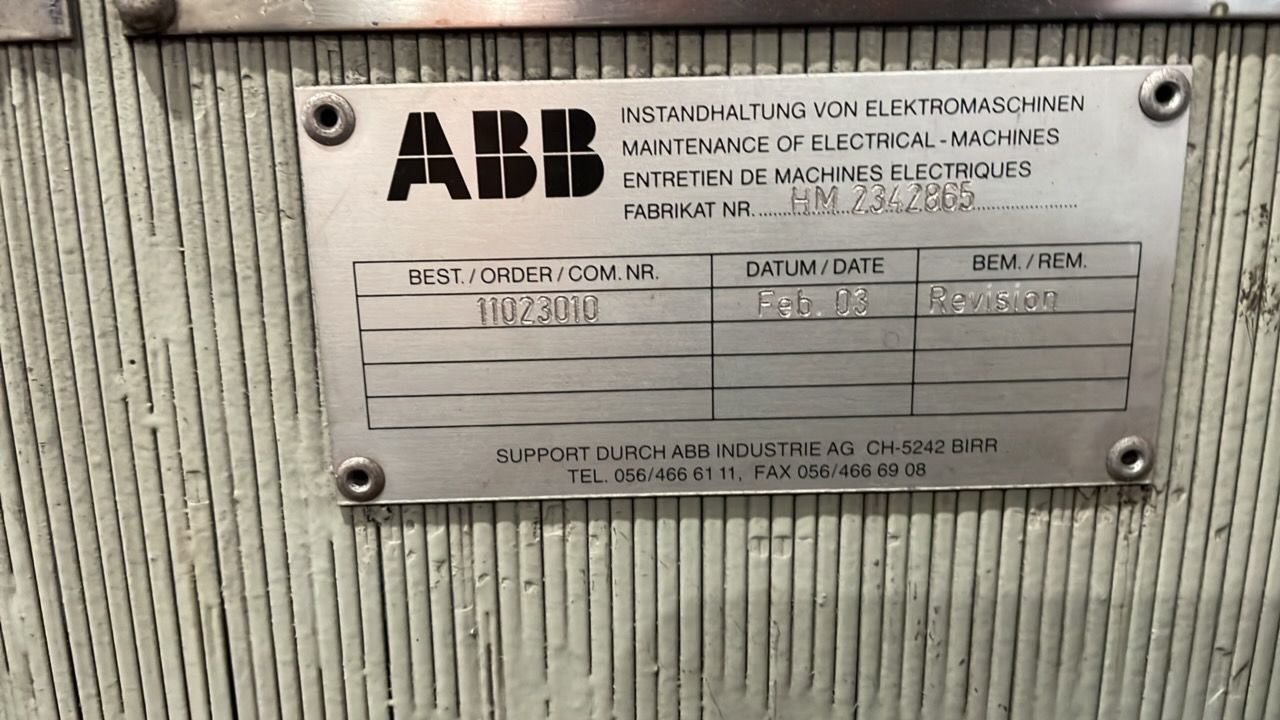 ABB
INSTANDHALTUNG VON ELEKTROMASCHINEN
MAINTENANCE OF ELECTRICAL - MACHINES
ENTRETIEN DE MACHINES ELECTRIQUES
FABRIKAT NR. HM 2342865
BEST. / ORDER / COM. NR. DATUM / DATE BEM. / REM.
11023010 Feb. 03 Revision
SUPPORT DURCH ABB INDUSTRIE AG CH-5242 BIRR
TEL. 056/466 61 11, FAX 056/466 69 08